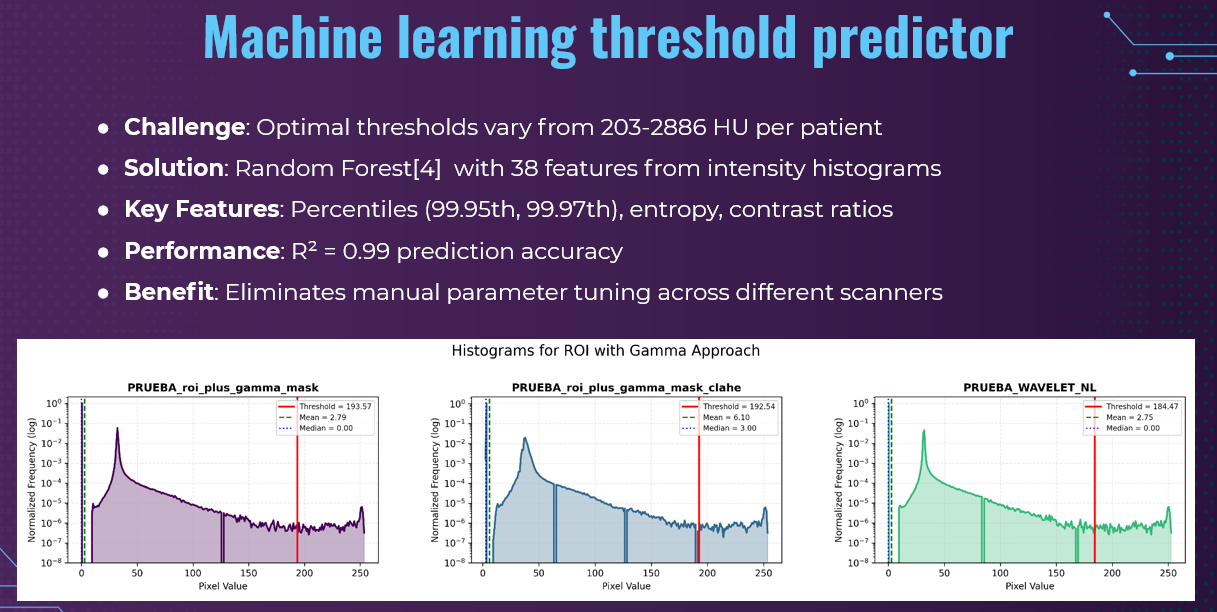 Machine learning threshold predictor
● Challenge: Optimal thresholds vary from 203-2886 HU per patient
● Solution: Random Forest[4]  with 38 features from intensity histograms
● Key Features: Percentiles (99.95th, 99.97th), entropy, contrast ratios
● Performance: R² = 0.99 prediction accuracy
● Benefit: Eliminates manual parameter tuning across different scanners
Histograms for ROI with Gamma Approach
PRUEBA_roi_plus_gamma_mask
Normalized Frequency (log)
10⁰
10⁻¹
10⁻²
10⁻³
10⁻⁴
10⁻⁵
10⁻⁶
10⁻⁷
10⁻⁸
Threshold = 193.57
Mean = 2.79
Median = 0.00
0 50 100 150 200 250
Pixel Value
PRUEBA_roi_plus_gamma_mask_clahe
Normalized Frequency (log)
10⁰
10⁻¹
10⁻²
10⁻³
10⁻⁴
10⁻⁵
10⁻⁶
10⁻⁷
10⁻⁸
Threshold = 192.54
Mean = 6.10
Median = 3.00
0 50 100 150 200 250
Pixel Value
PRUEBA_WAVELET_NL
Normalized Frequency (log)
10⁰
10⁻¹
10⁻²
10⁻³
10⁻⁴
10⁻⁵
10⁻⁶
10⁻⁷
10⁻⁸
Threshold = 184.47
Mean = 2.75
Median = 0.00
0 50 100 150 200 250
Pixel Value